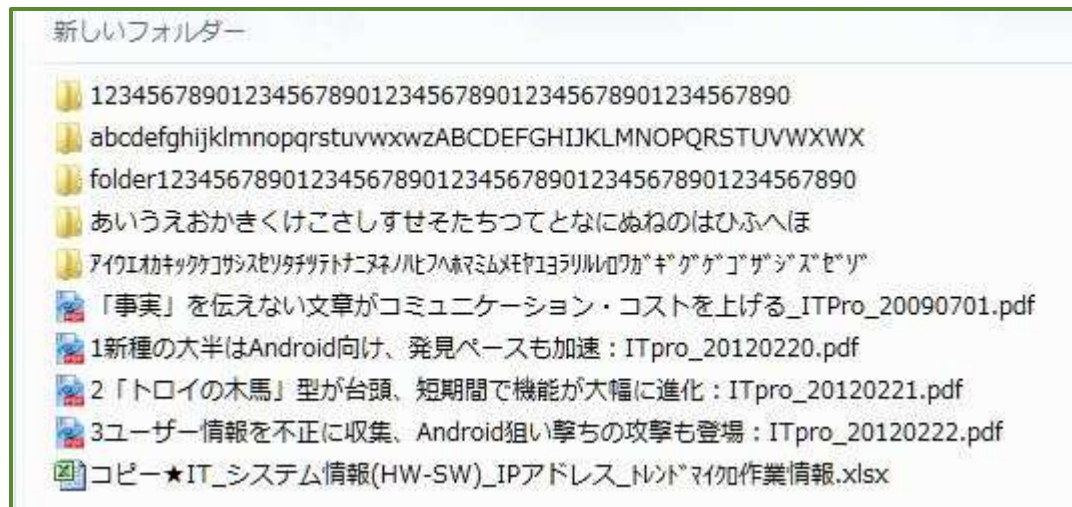 新しいフォルダー
12345678901234567890123456789012345678901234567890
abcdefghijklmnopqrstuvwxwzABCDEFGHIJKLMNOPQRSTUVWXWX
folder12345678901234567890123456789012345678901234567890
あいうえおかきくけこさしすせそたちつてとなにぬねのはひふへほ
ｱｲｳｴｵｶｷｯｸｹｺｻｼｽｾｿﾀﾁﾂﾃﾄﾅﾆﾇﾈﾉﾊﾋﾌﾍﾎﾏﾐﾑﾒﾓﾔﾕﾖﾗﾘﾙﾚﾛﾜｶﾞｷﾞｸﾞｹﾞｺﾞｻﾞｼﾞｽﾞｾﾞｿﾞ
「事実」を伝えない文章がコミュニケーション・コストを上げる_ITPro_20090701.pdf
1新種の大半はAndroid向け、発見ペースも加速：ITpro_20120220.pdf
2「トロイの木馬」型が台頭、短期間で機能が大幅に進化：ITpro_20120221.pdf
3ユーザー情報を不正に収集、Android狙い撃ちの攻撃も登場：ITpro_20120222.pdf
コピー★IT_システム情報(HW-SW)_IPアドレス_ﾄﾚﾝﾄﾞﾏｲｸﾛ作業情報.xlsx